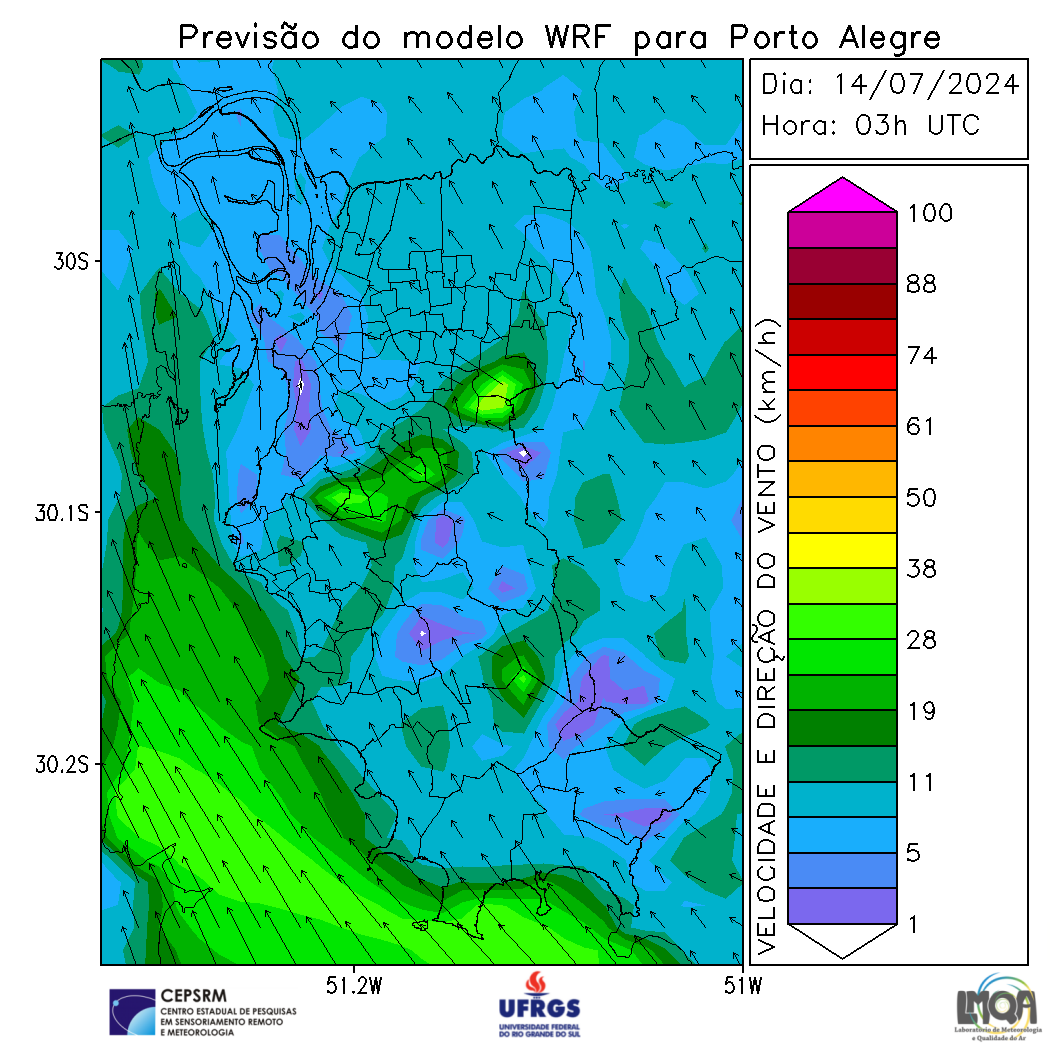 Previsão do modelo WRF para Porto Alegre
Dia: 14/07/2024
Hora: 03h UTC
30S
30.1S
30.2S
51.2W
51W
VELOCIDADE E DIREÇÃO DO VENTO (km/h)
100
88
74
61
50
38
28
19
11
5
1
CEPSRM
CENTRO ESTADUAL DE PESQUISAS
EM SENSORIAMENTO REMOTO
E METEOROLOGIA
UFRGS
UNIVERSIDADE FEDERAL
DO RIO GRANDE DO SUL
LMQA
Laboratório de Meteorologia
e Qualidade do Ar